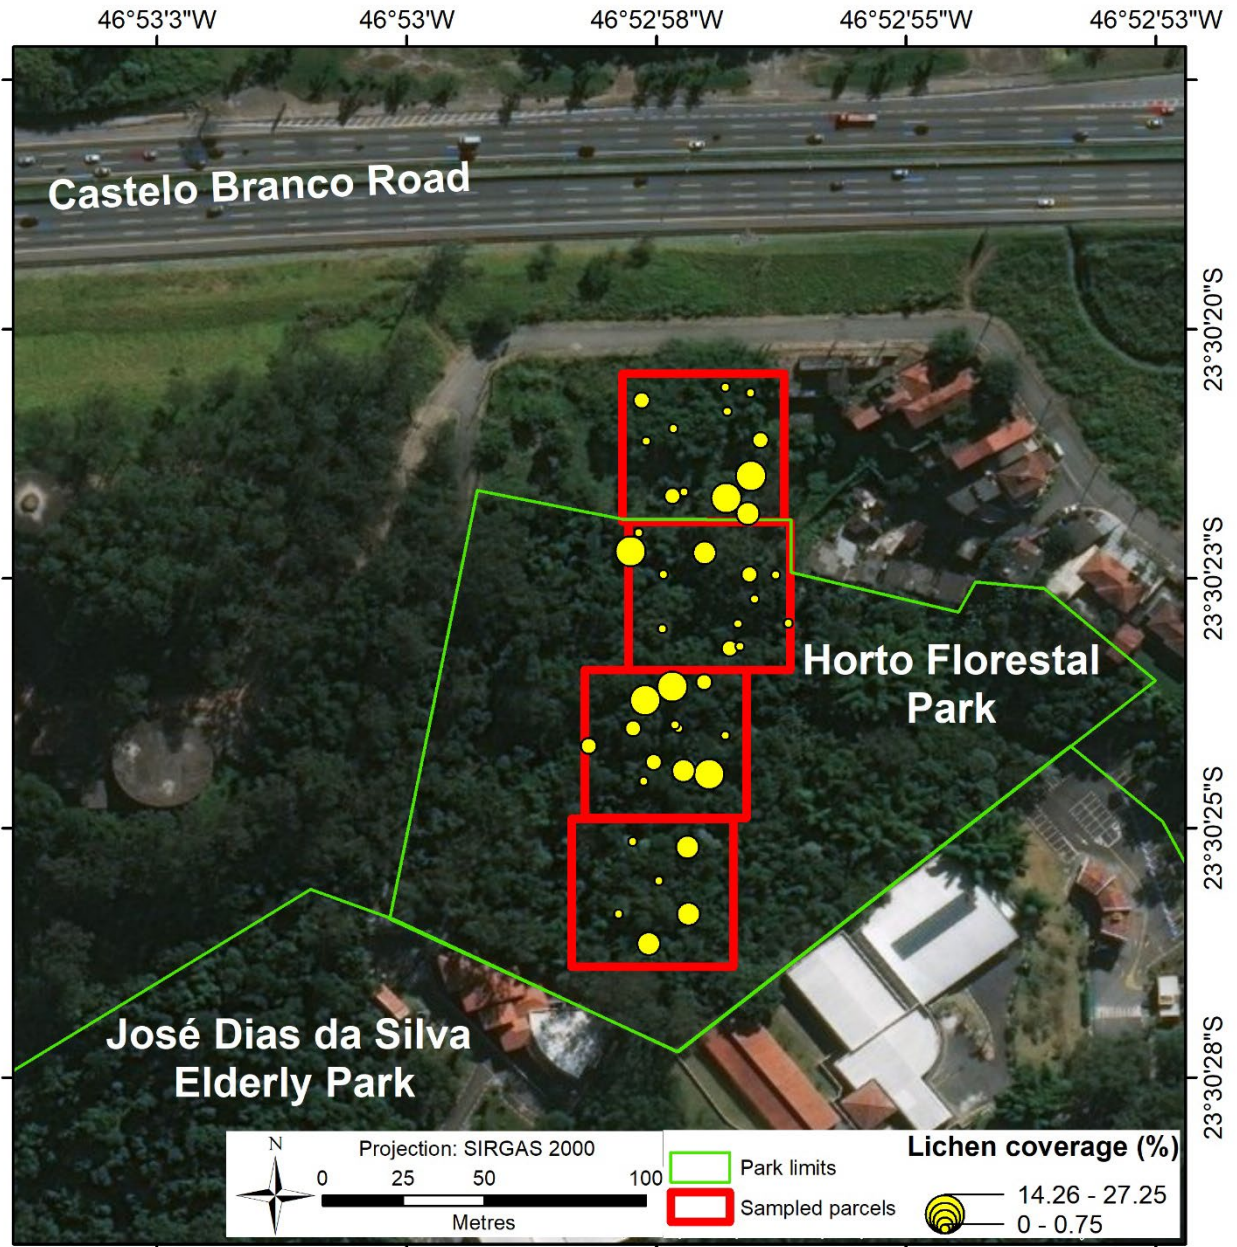 46°53'3"W 46°53'W 46°52'58"W 46°52'55"W 46°52'53"W
Castelo Branco Road
23°30'20"S
23°30'23"S
Horto Florestal
Park
23°30'25"S
23°30'28"S
José Dias da Silva
Elderly Park
N
Projection: SIRGAS 2000
0 25 50 100
Metres
Park limits
Sampled parcels
Lichen coverage (%)
14.26 - 27.25
0 - 0.75